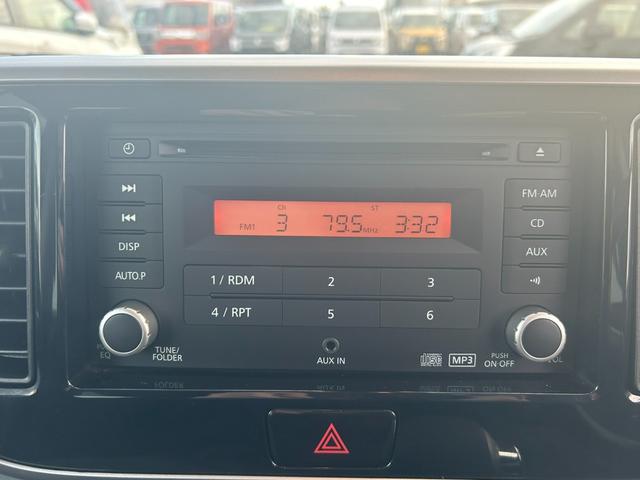 FM·AM
CH ST
FM1 3 79.5 MHz 3:32
CD
DISP
AUX
AUTO.P
1 / RDM 2 3
4 / RPT 5 6
EQ
TUNE/
FOLDER
AUX IN
MP3
PUSH
ON·OFF